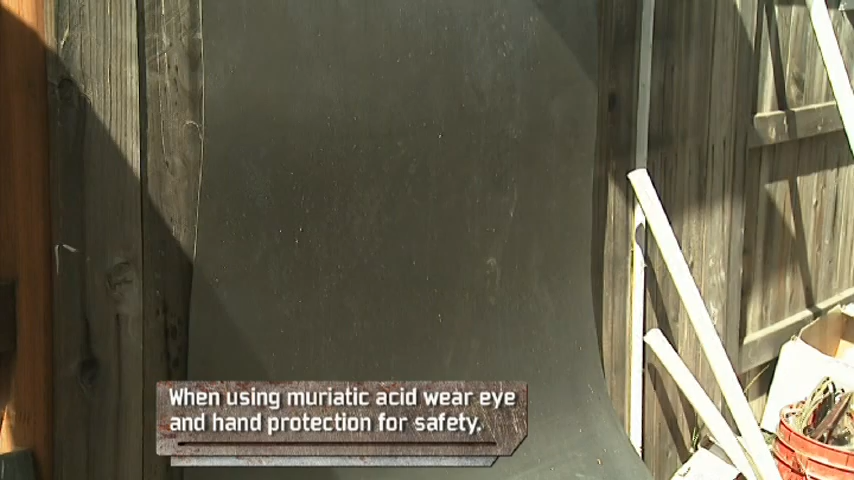 When using muriatic acid wear eye
and hand protection for safety.